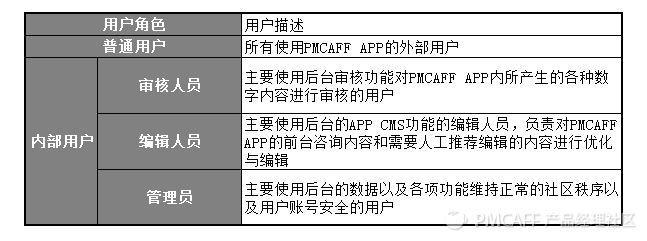 用户角色 用户描述
普通用户 所有使用PMCAFF APP的外部用户
内部用户
审核人员
主要使用后台审核功能对PMCAFF APP内所产生的各种数
字内容进行审核的用户
编辑人员
主要使用后台的APP CMS功能的编辑人员，负责对PMCAFF
APP的前台咨询内容和需要人工推荐编辑的内容进行优化
与编辑
管理员
主要使用后台的数据以及各项功能维持正常的社区秩序以
及用户账号安全的用户
PMCAFF 产品经理社区